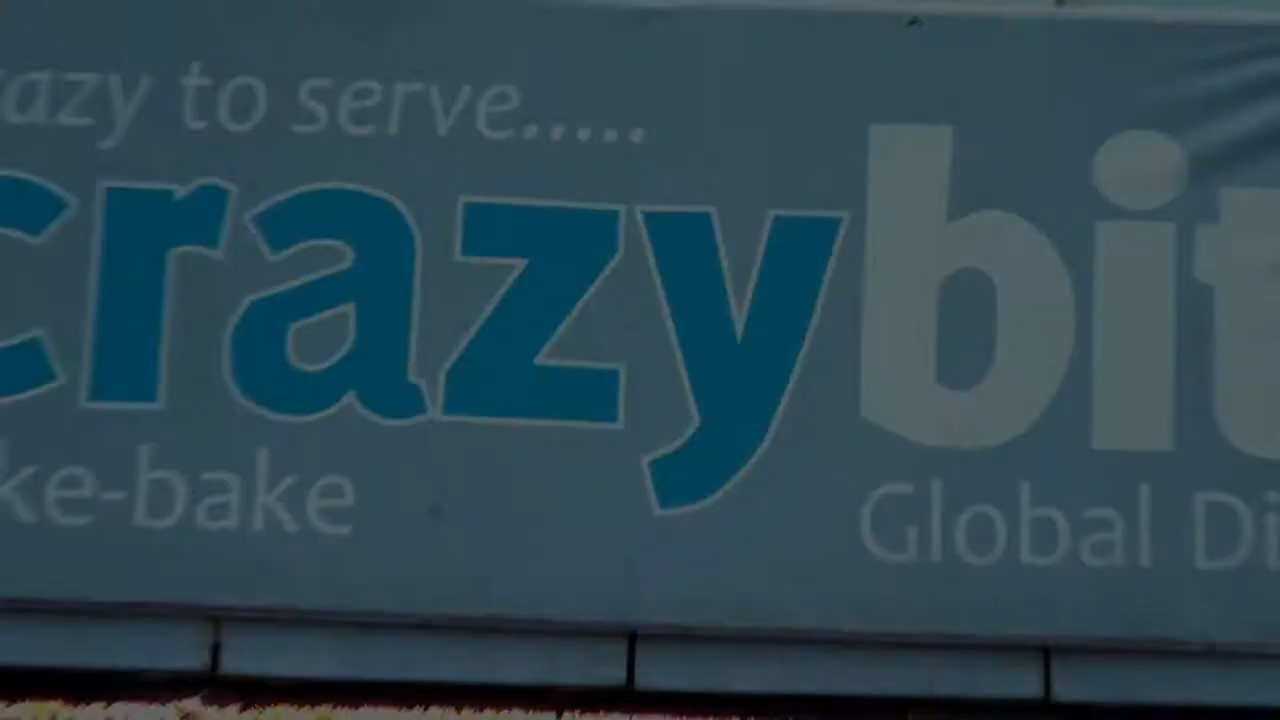 azy to serve.....
crazybit
ke-bake
Global Di